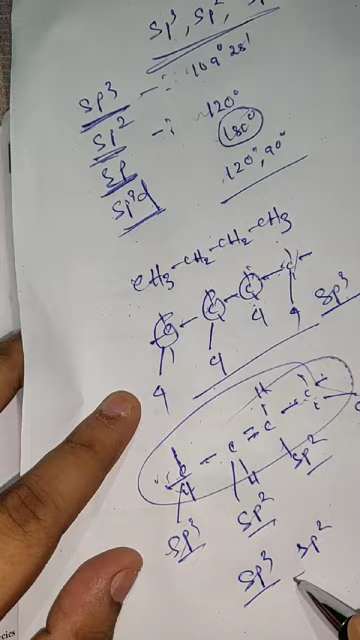 sp³, sp²,
sp³ - : 109° 28'
sp² - : 120°
sp 180°
sp³d 120°, 90°
CH₃ - CH₂ - CH₂ - CH₃
C - C - C - C
4 4 4 4 sp³
H
C - C = C - C
H
sp³ sp² sp²
sp³ sp²